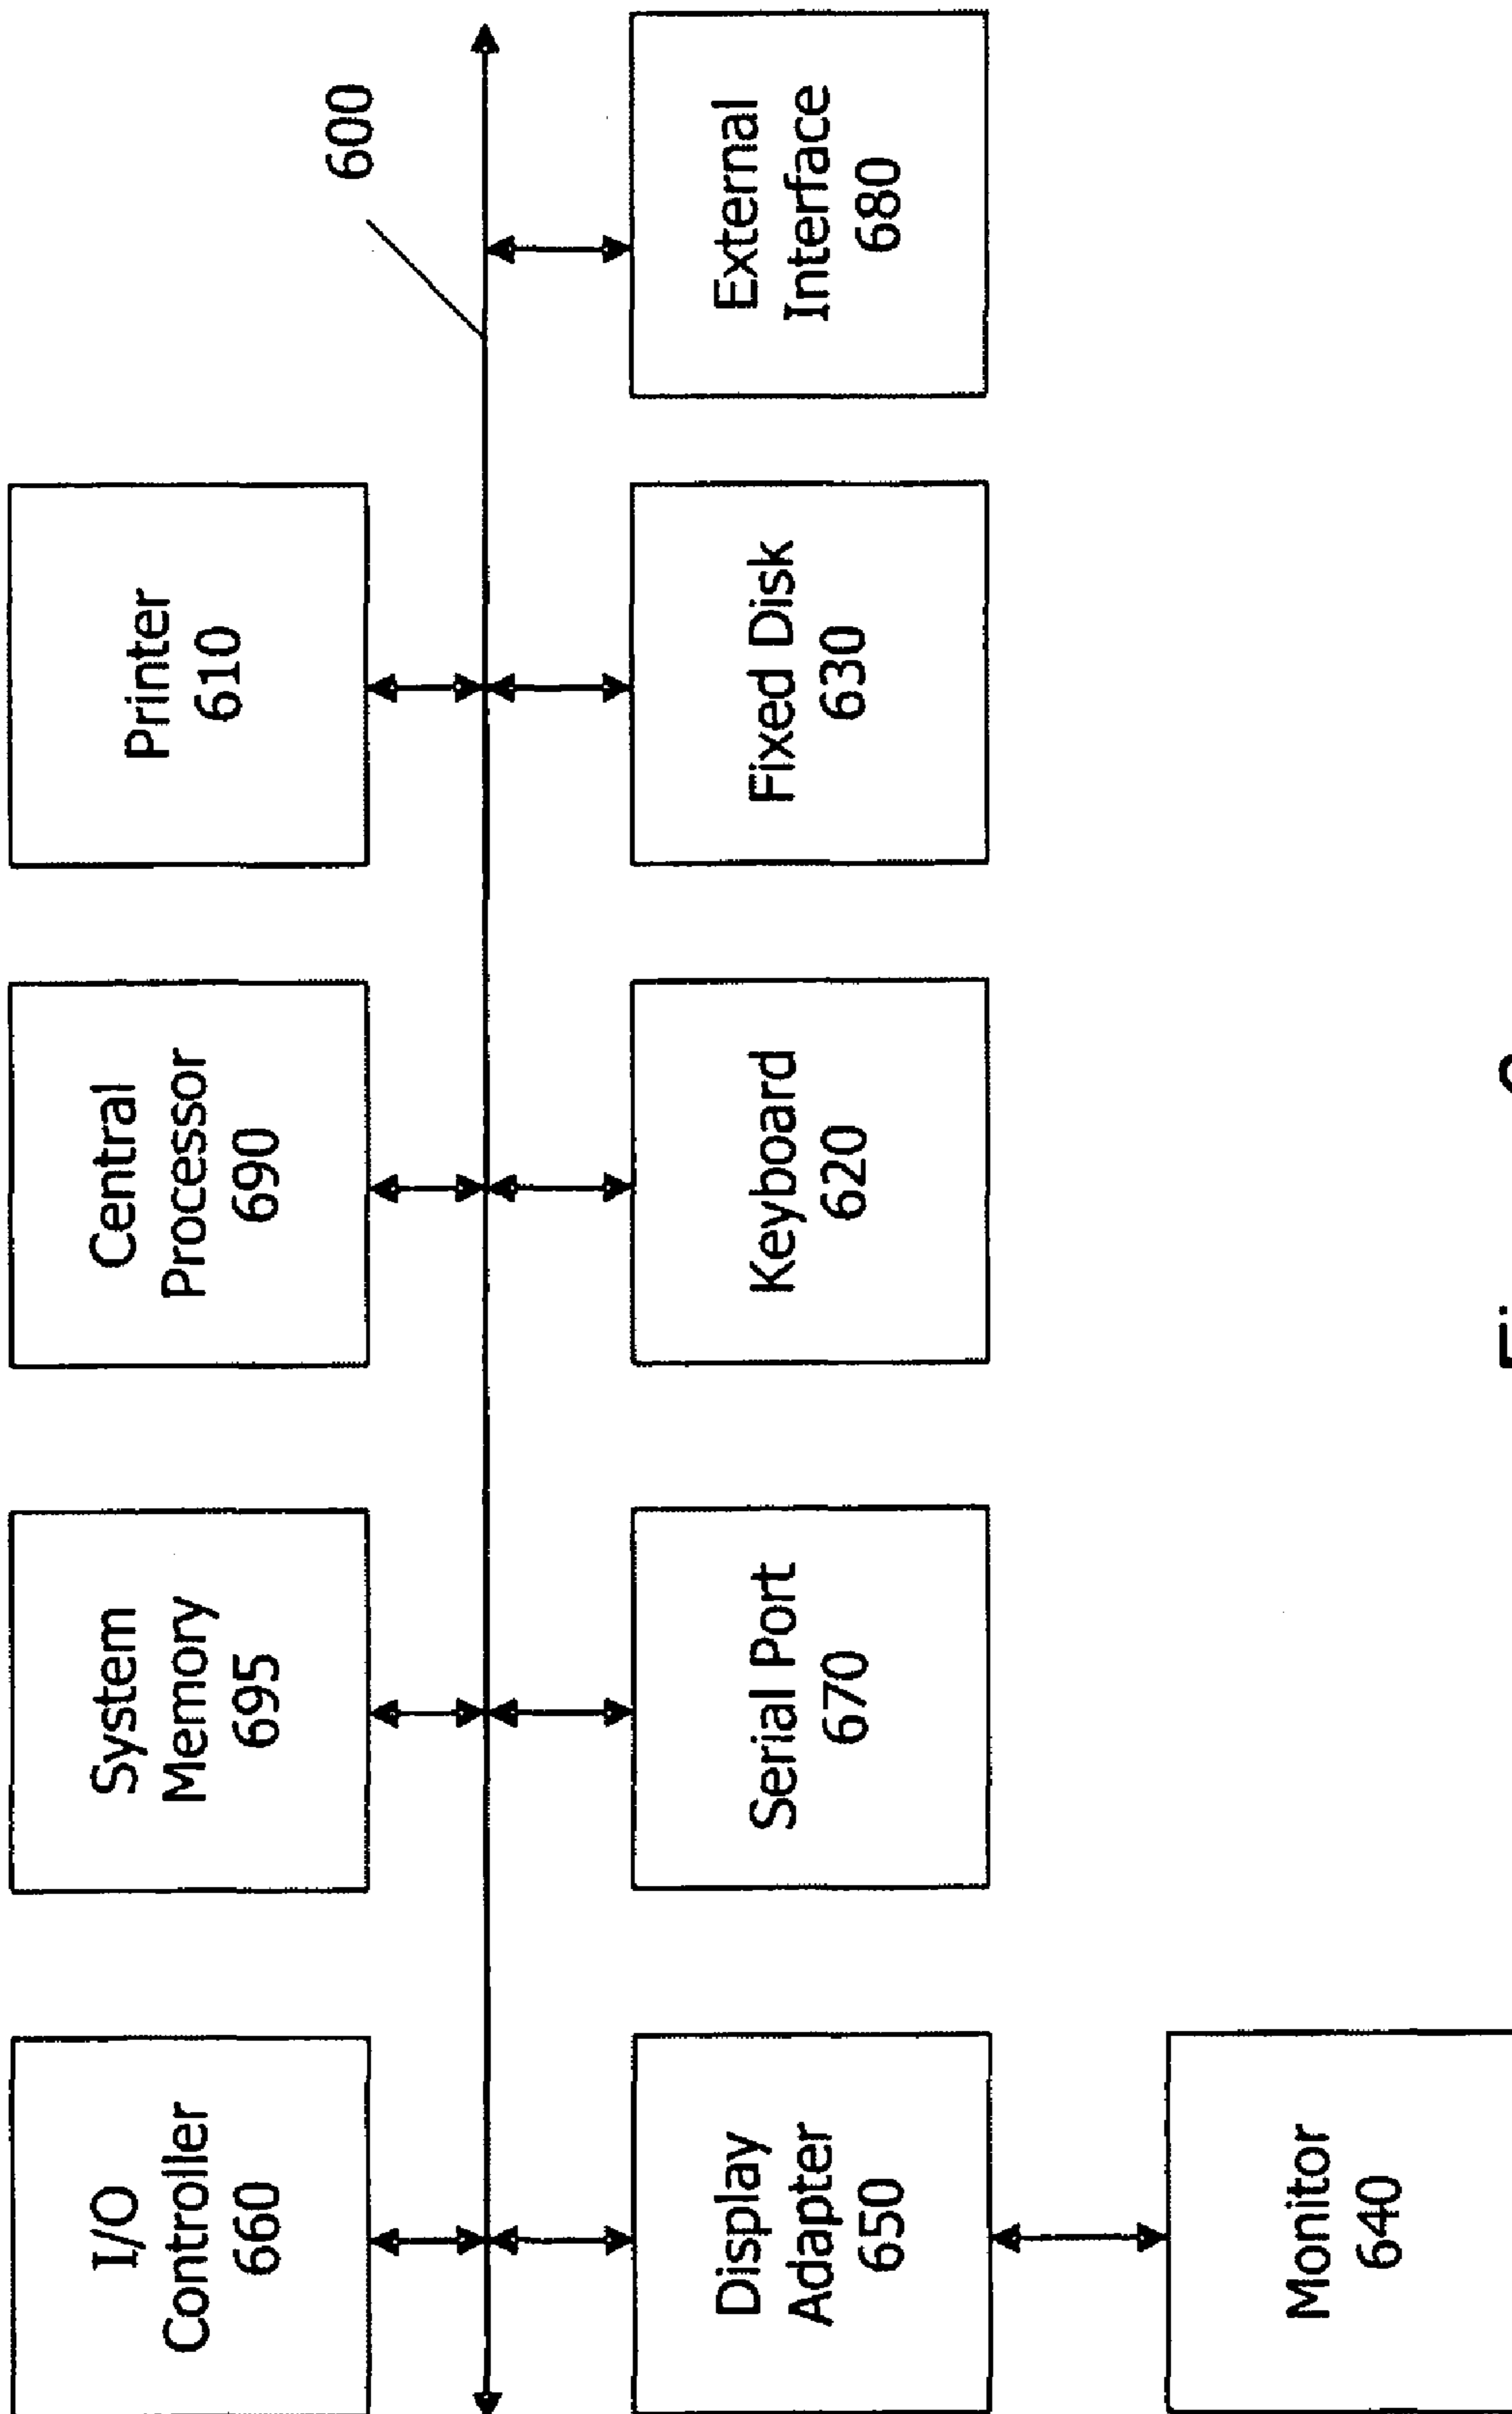 I/O
Controller
660
System
Memory
695
Central
Processor
690
Printer
610
600
Display
Adapter
650
Serial Port
670
Keyboard
620
Fixed Disk
630
External
Interface
680
Monitor
640